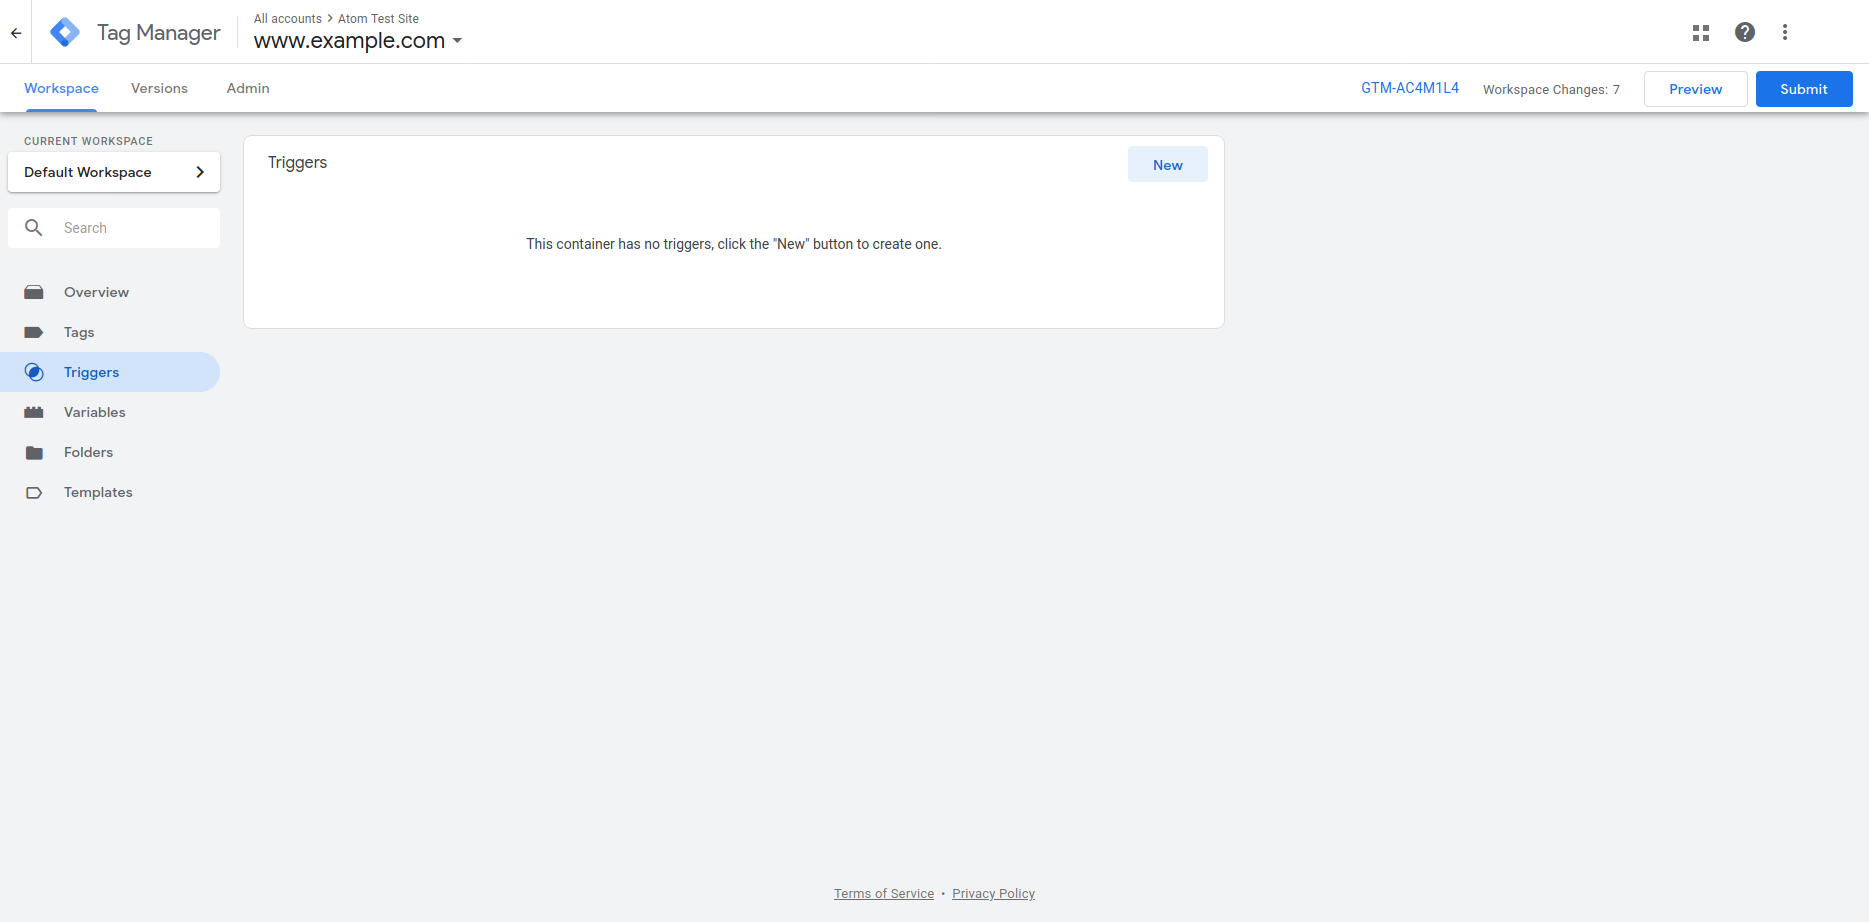 Tag Manager
All accounts > Atom Test Site
www.example.com
Workspace
Versions
Admin
GTM-AC4M1L4
Workspace Changes: 7
Preview
Submit
CURRENT WORKSPACE
Default Workspace
Search
Overview
Tags
Triggers
Variables
Folders
Templates
Triggers
New
This container has no triggers, click the "New" button to create one.
Terms of Service • Privacy Policy